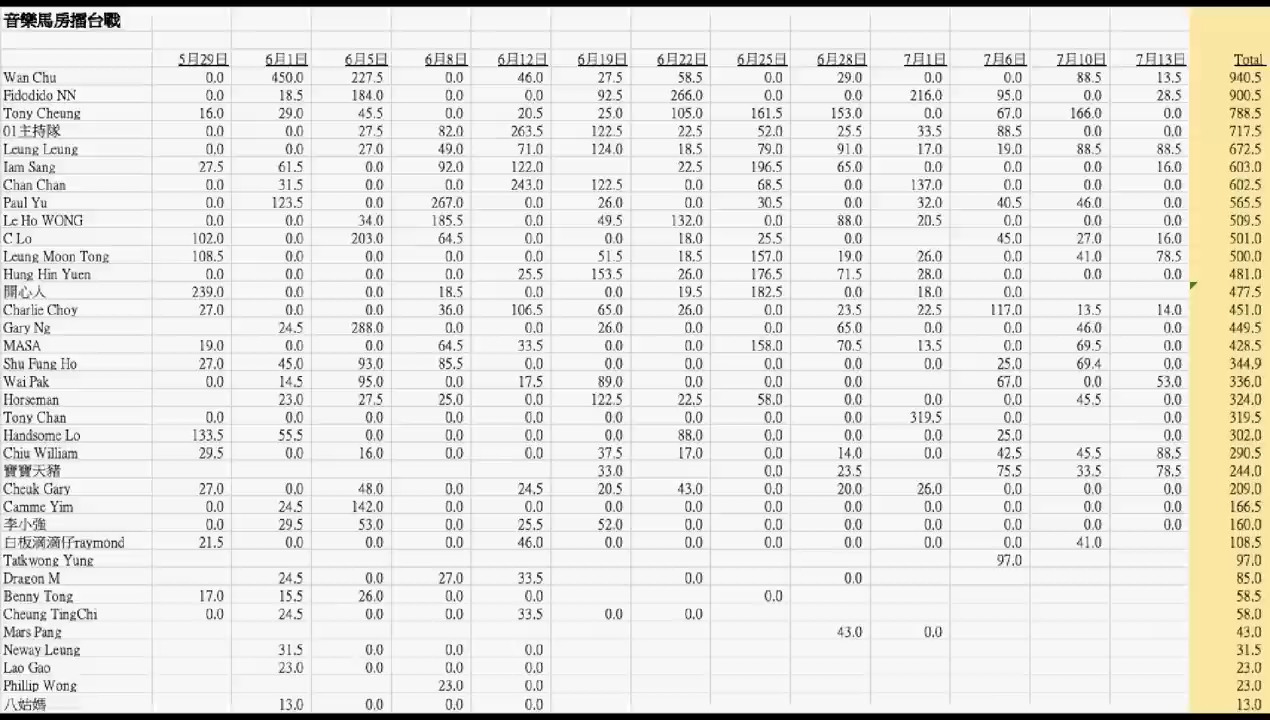 音樂馬房擂台戰
5月29日 6月1日 6月5日 6月8日 6月12日 6月19日 6月22日 6月25日 6月28日 7月1日 7月6日 7月10日 7月13日 Total
Wan Chu 0.0 450.0 227.5 0.0 46.0 27.5 58.5 0.0 29.0 0.0 0.0 88.5 13.5 940.5
Fidodido NN 0.0 18.5 184.0 0.0 0.0 92.5 266.0 0.0 0.0 216.0 95.0 0.0 28.5 900.5
Tony Cheung 16.0 29.0 45.5 0.0 20.5 25.0 105.0 161.5 153.0 0.0 67.0 166.0 0.0 788.5
01主持隊 0.0 0.0 27.5 82.0 263.5 122.5 22.5 52.0 25.5 33.5 88.5 0.0 0.0 717.5
Leung Leung 0.0 0.0 27.0 49.0 71.0 124.0 18.5 79.0 91.0 17.0 19.0 88.5 88.5 672.5
Iam Sang 27.5 61.5 0.0 92.0 122.0 22.5 196.5 65.0 0.0 0.0 16.0 603.0
Chan Chan 0.0 31.5 0.0 0.0 243.0 122.5 0.0 68.5 0.0 137.0 0.0 0.0 0.0 602.5
Paul Yu 0.0 123.5 0.0 267.0 0.0 26.0 0.0 30.5 0.0 32.0 40.5 46.0 0.0 565.5
Le Ho WONG 0.0 0.0 34.0 185.5 0.0 49.5 132.0 0.0 88.0 20.5 0.0 0.0 0.0 509.5
C Lo 102.0 0.0 203.0 64.5 0.0 0.0 18.0 25.5 0.0 45.0 27.0 16.0 501.0
Leung Moon Tong 108.5 0.0 0.0 0.0 0.0 51.5 18.5 157.0 19.0 26.0 0.0 41.0 78.5 500.0
Hung Hin Yuen 0.0 0.0 0.0 0.0 25.5 153.5 26.0 176.5 71.5 28.0 0.0 0.0 0.0 481.0
開心人 239.0 0.0 0.0 18.5 0.0 0.0 19.5 182.5 0.0 18.0 0.0 477.5
Charlie Choy 27.0 0.0 0.0 36.0 106.5 65.0 26.0 0.0 23.5 22.5 117.0 13.5 14.0 451.0
Gary Ng 24.5 288.0 0.0 0.0 26.0 0.0 0.0 65.0 0.0 0.0 46.0 0.0 449.5
MASA 19.0 0.0 0.0 64.5 33.5 0.0 0.0 158.0 70.5 13.5 0.0 69.5 0.0 428.5
Shu Fung Ho 27.0 45.0 93.0 85.5 0.0 0.0 0.0 0.0 0.0 0.0 25.0 69.4 0.0 344.9
Wai Pak 0.0 14.5 95.0 0.0 17.5 89.0 0.0 0.0 0.0 67.0 0.0 53.0 336.0
Horseman 23.0 27.5 25.0 0.0 122.5 22.5 58.0 0.0 0.0 0.0 45.5 0.0 324.0
Tony Chan 0.0 0.0 0.0 0.0 0.0 0.0 0.0 0.0 0.0 319.5 0.0 0.0 319.5
Handsome Lo 133.5 55.5 0.0 0.0 0.0 0.0 88.0 0.0 0.0 0.0 25.0 0.0 302.0
Chiu William 29.5 0.0 16.0 0.0 0.0 37.5 17.0 0.0 14.0 0.0 42.5 45.5 88.5 290.5
寶寶天豬 33.0 0.0 23.5 75.5 33.5 78.5 244.0
Cheuk Gary 27.0 0.0 48.0 0.0 24.5 20.5 43.0 0.0 20.0 26.0 0.0 0.0 0.0 209.0
Camme Yim 0.0 24.5 142.0 0.0 0.0 0.0 0.0 0.0 0.0 0.0 0.0 0.0 0.0 166.5
李小強 0.0 29.5 53.0 0.0 25.5 52.0 0.0 0.0 0.0 0.0 0.0 0.0 0.0 160.0
白板滴滴仔raymond 21.5 0.0 0.0 0.0 46.0 0.0 0.0 0.0 0.0 0.0 0.0 41.0 108.5
Tatkwong Yung 97.0 97.0
Dragon M 24.5 0.0 27.0 33.5 0.0 0.0 85.0
Benny Tong 17.0 15.5 26.0 0.0 0.0 0.0 58.5
Cheung TingChi 0.0 24.5 0.0 0.0 33.5 0.0 0.0 58.0
Mars Pang 43.0 0.0 43.0
Neway Leung 31.5 0.0 0.0 0.0 31.5
Lao Gao 23.0 0.0 0.0 0.0 23.0
Phillip Wong 23.0 0.0 23.0
八姑媽 13.0 0.0 0.0 0.0 13.0